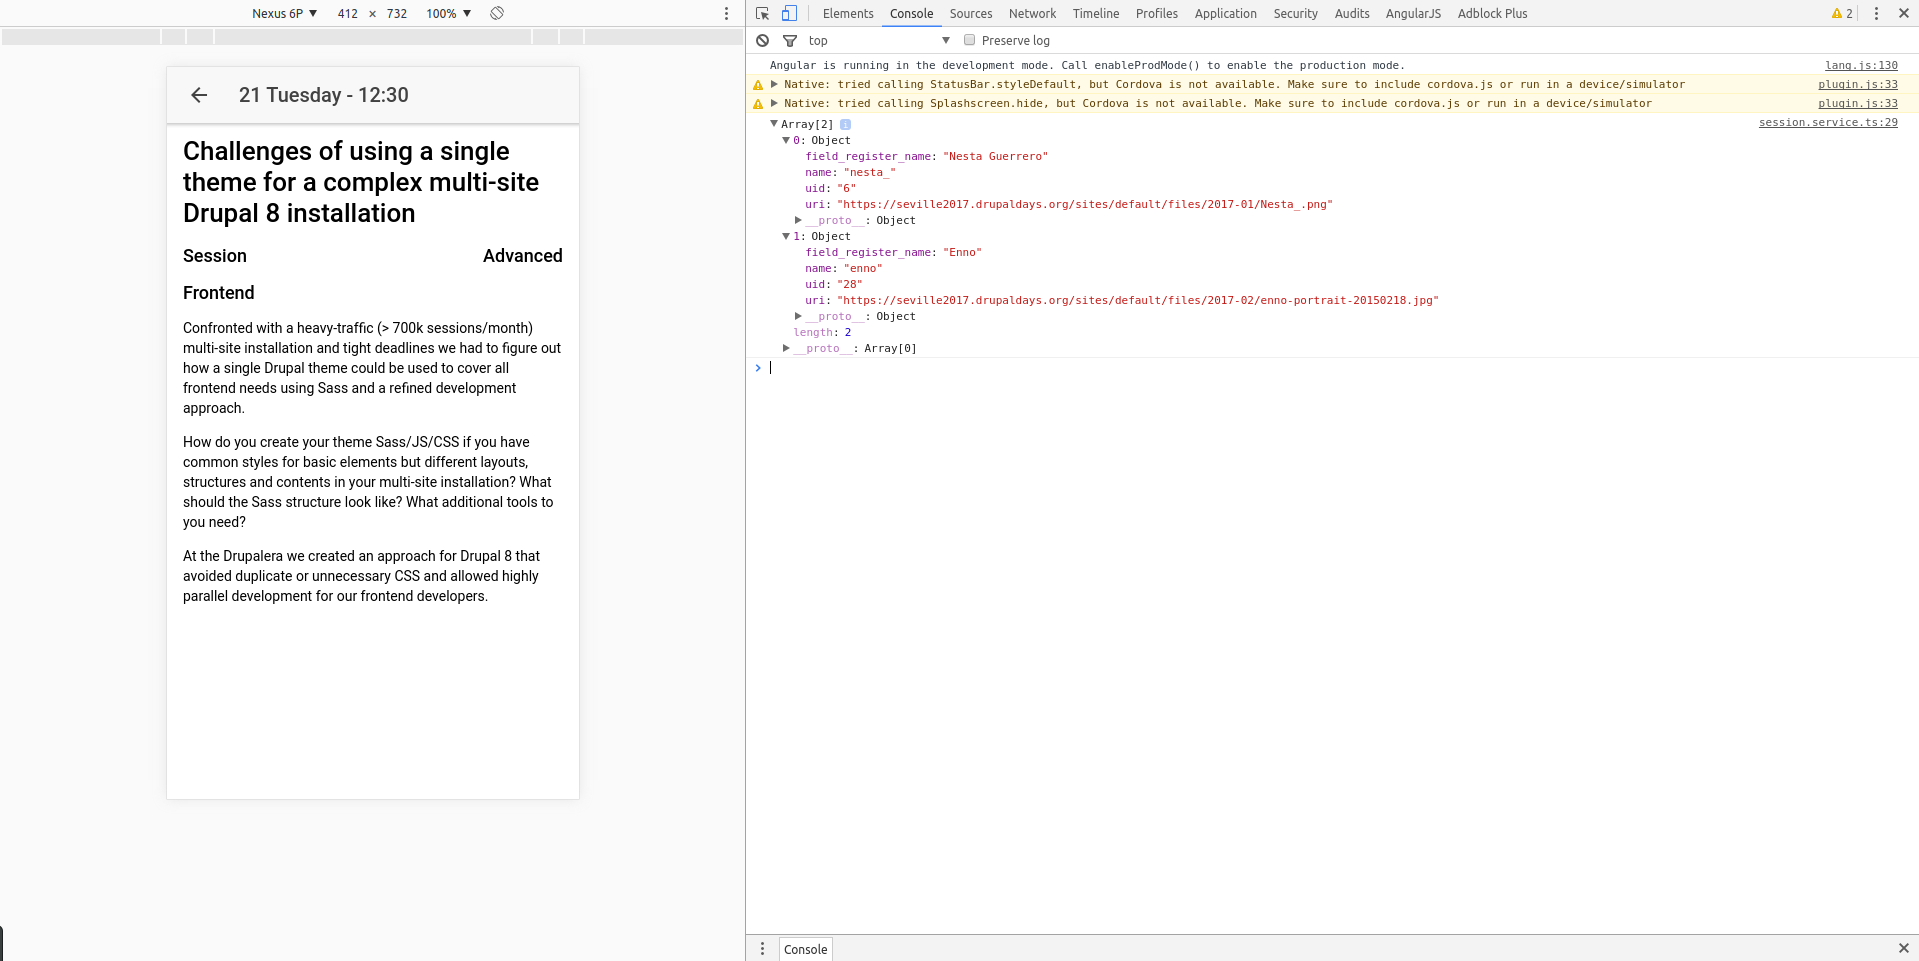 Nexus 6P 412 × 732 100%
21 Tuesday - 12:30
Challenges of using a single
theme for a complex multi-site
Drupal 8 installation
Session Advanced
Frontend
Confronted with a heavy-traffic (> 700k sessions/month)
multi-site installation and tight deadlines we had to figure out
how a single Drupal theme could be used to cover all
frontend needs using Sass and a refined development
approach.
How do you create your theme Sass/JS/CSS if you have
common styles for basic elements but different layouts,
structures and contents in your multi-site installation? What
should the Sass structure look like? What additional tools to
you need?
At the Drupalera we created an approach for Drupal 8 that
avoided duplicate or unnecessary CSS and allowed highly
parallel development for our frontend developers.
Elements Console Sources Network Timeline Profiles Application Security Audits AngularJS Adblock Plus 2
top Preserve log
Angular is running in the development mode. Call enableProdMode() to enable the production mode. lang.js:130
Native: tried calling StatusBar.styleDefault, but Cordova is not available. Make sure to include cordova.js or run in a device/simulator plugin.js:33
Native: tried calling Splashscreen.hide, but Cordova is not available. Make sure to include cordova.js or run in a device/simulator plugin.js:33
Array[2] i session.service.ts:29
0: Object
field_register_name: "Nesta Guerrero"
name: "nesta_"
uid: "6"
uri: "https://seville2017.drupaldays.org/sites/default/files/2017-01/Nesta_.png"
__proto__: Object
1: Object
field_register_name: "Enno"
name: "enno"
uid: "28"
uri: "https://seville2017.drupaldays.org/sites/default/files/2017-02/enno-portrait-20150218.jpg"
__proto__: Object
length: 2
__proto__: Array[0]
Console